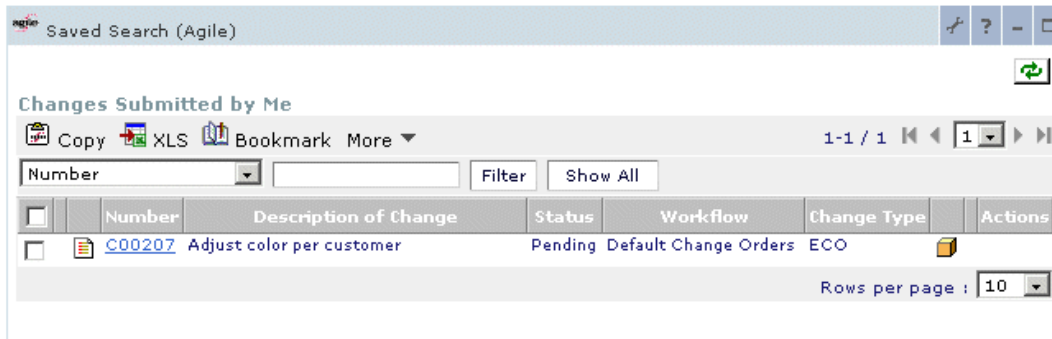 agile Saved Search (Agile) ?
Changes Submitted by Me
Copy XLS Bookmark More 1-1 / 1 1
Number Filter Show All
Number Description of Change Status Workflow Change Type Actions
C00207 Adjust color per customer Pending Default Change Orders ECO
Rows per page : 10